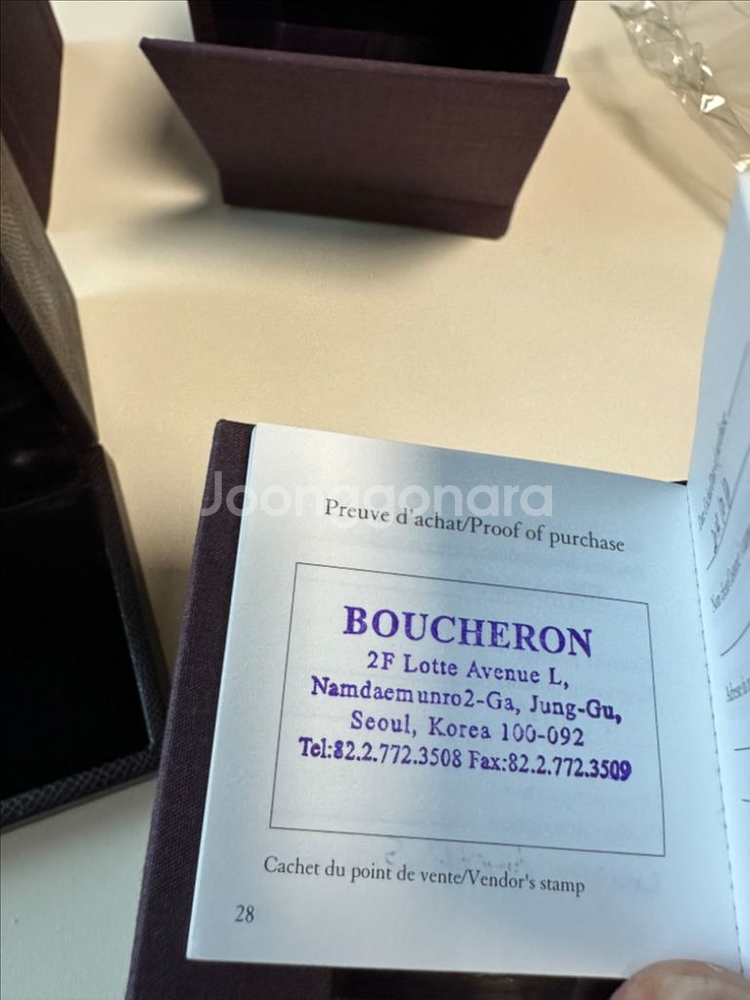 Joonggonara
Preuve d'achat/Proof of purchase
BOUCHERON
2F Lotte Avenue L,
Namdaemunro2-Ga, Jung-Gu,
Seoul, Korea 100-092
Tel:82.2.772.3508 Fax:82.2.772.3509
Cachet du point de vente/Vendor's stamp
28